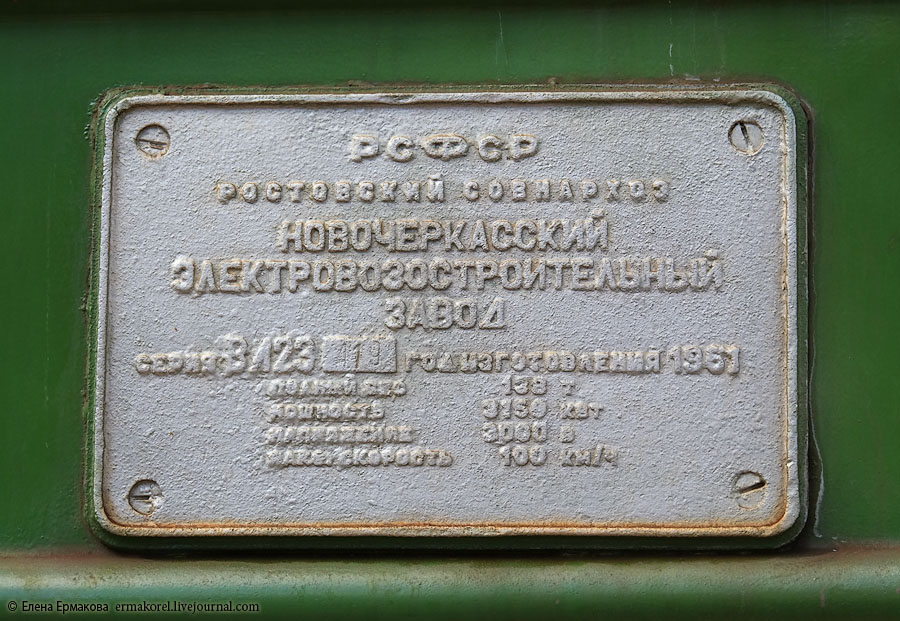 РСФСР
РОСТОВСКИЙ СОВНАРХОЗ
НОВОЧЕРКАССКИЙ
ЭЛЕКТРОВОЗОСТРОИТЕЛЬНЫЙ
ЗАВОД
СЕРИЯ ВЛ23 ГОД ИЗГОТОВЛЕНИЯ 1961
ПОЛНЫЙ ВЕС 138 Т
МОЩНОСТЬ 3150 КВТ
НАПРЯЖЕНИЕ 3000 В
МАКС. СКОРОСТЬ 100 КМ/Ч
© Елена Ермакова ermakorel.livejournal.com